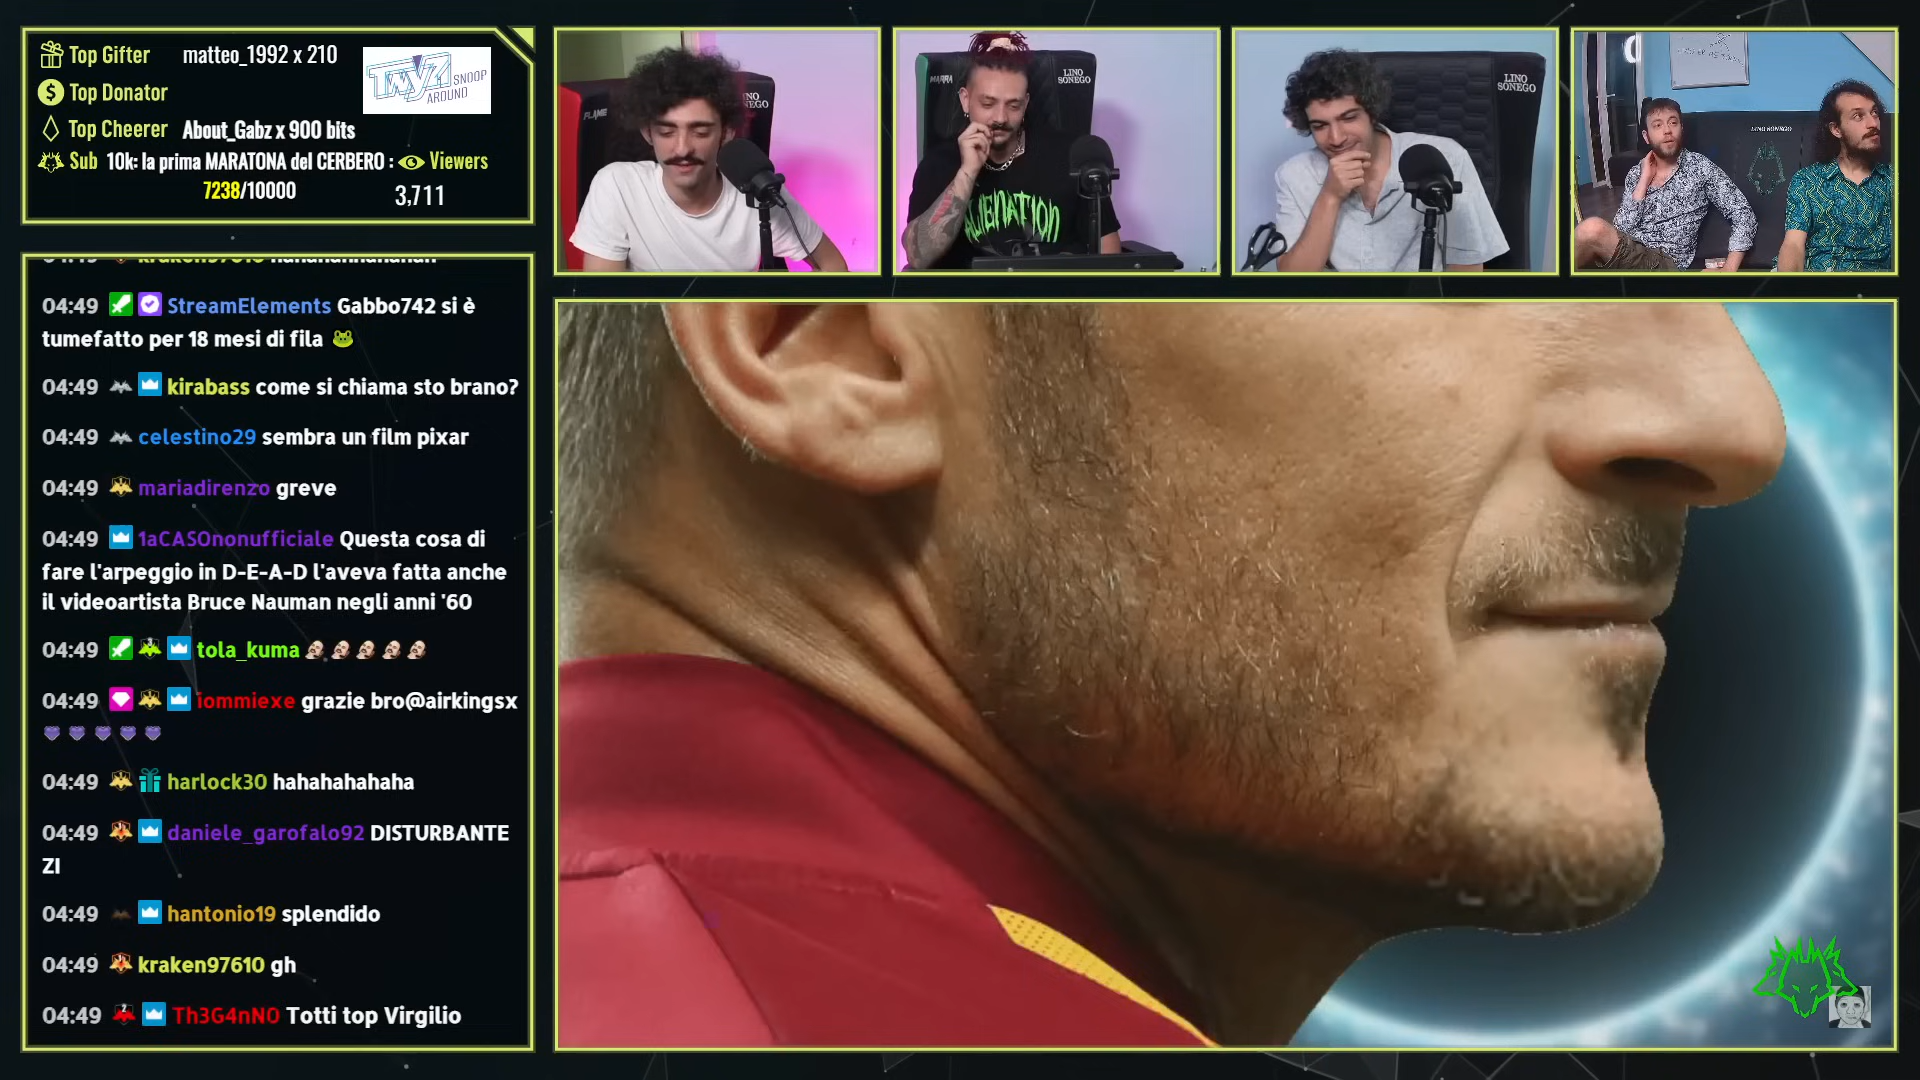 Top Gifter matteo_1992 x 210
Top Donator
Top Cheerer About_Gabz x 900 bits
Sub 10k: la prima MARATONA del CERBERO : Viewers
7238/10000 3,711
TWYZ SNOOP
AROUND
LINO
SONEGO
LINO
SONEGO
LINO SONEGO
FLAME
MARRA
ALIENATION
04:49 StreamElements Gabbo742 si è
tumefatto per 18 mesi di fila
04:49 kirabass come si chiama sto brano?
04:49 celestino29 sembra un film pixar
04:49 mariadirenzo greve
04:49 1aCASOnonufficiale Questa cosa di
fare l'arpeggio in D-E-A-D l'aveva fatta anche
il videoartista Bruce Nauman negli anni '60
04:49 tola_kuma
04:49 iommiexe grazie bro@airkingsx
04:49 harlock30 hahahahahaha
04:49 daniele_garofalo92 DISTURBANTE
ZI
04:49 hantonio19 splendido
04:49 kraken97610 gh
04:49 Th3G4nN0 Totti top Virgilio